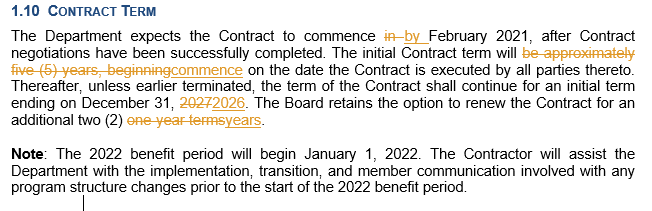 1.10 CONTRACT TERM
The Department expects the Contract to commence in by February 2021, after Contract
negotiations have been successfully completed. The initial Contract term will be approximately
five (5) years, beginningcommence on the date the Contract is executed by all parties thereto.
Thereafter, unless earlier terminated, the term of the Contract shall continue for an initial term
ending on December 31, 20272026. The Board retains the option to renew the Contract for an
additional two (2) one year termsyears.
Note: The 2022 benefit period will begin January 1, 2022. The Contractor will assist the
Department with the implementation, transition, and member communication involved with any
program structure changes prior to the start of the 2022 benefit period.